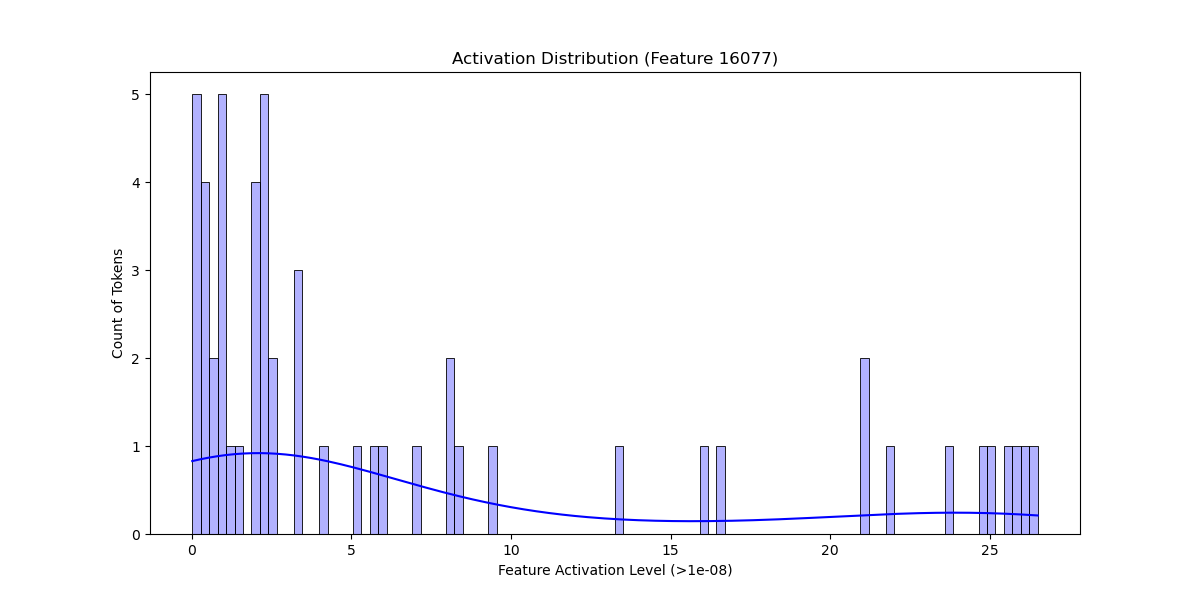 Activation Distribution (Feature 16077)
5
4
3
2
1
0
Count of Tokens
0 5 10 15 20 25
Feature Activation Level (>1e-08)